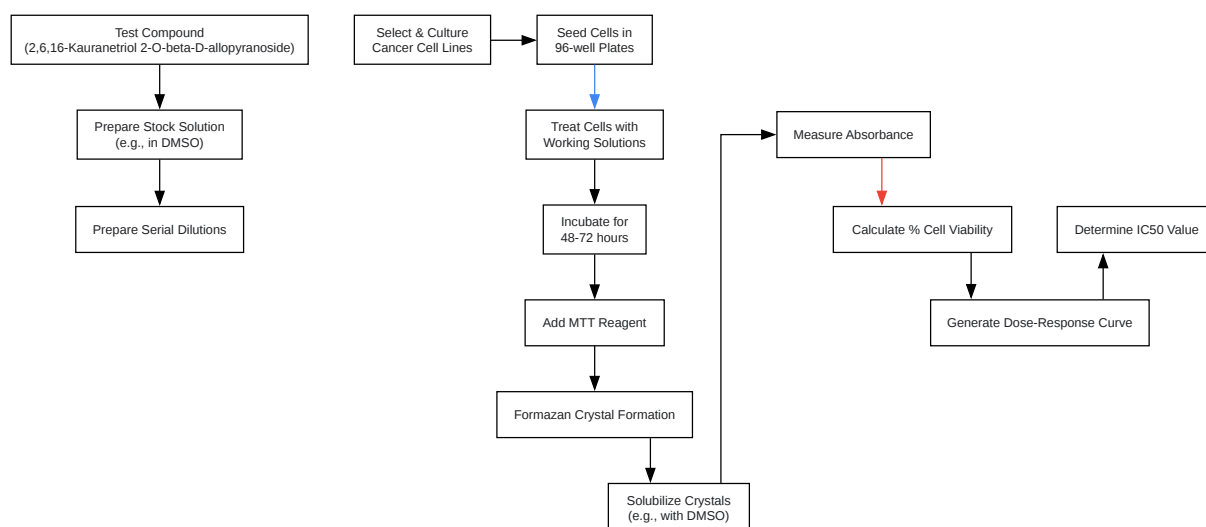 Test Compound
(2,6,16-Kauranetriol 2-O-beta-D-allopyranoside)
Prepare Stock Solution
(e.g., in DMSO)
Prepare Serial Dilutions
Select & Culture
Cancer Cell Lines
Seed Cells in
96-well Plates
Treat Cells with
Working Solutions
Incubate for
48-72 hours
Add MTT Reagent
Formazan Crystal Formation
Solubilize Crystals
(e.g., with DMSO)
Measure Absorbance
Calculate % Cell Viability
Generate Dose-Response Curve
Determine IC50 Value